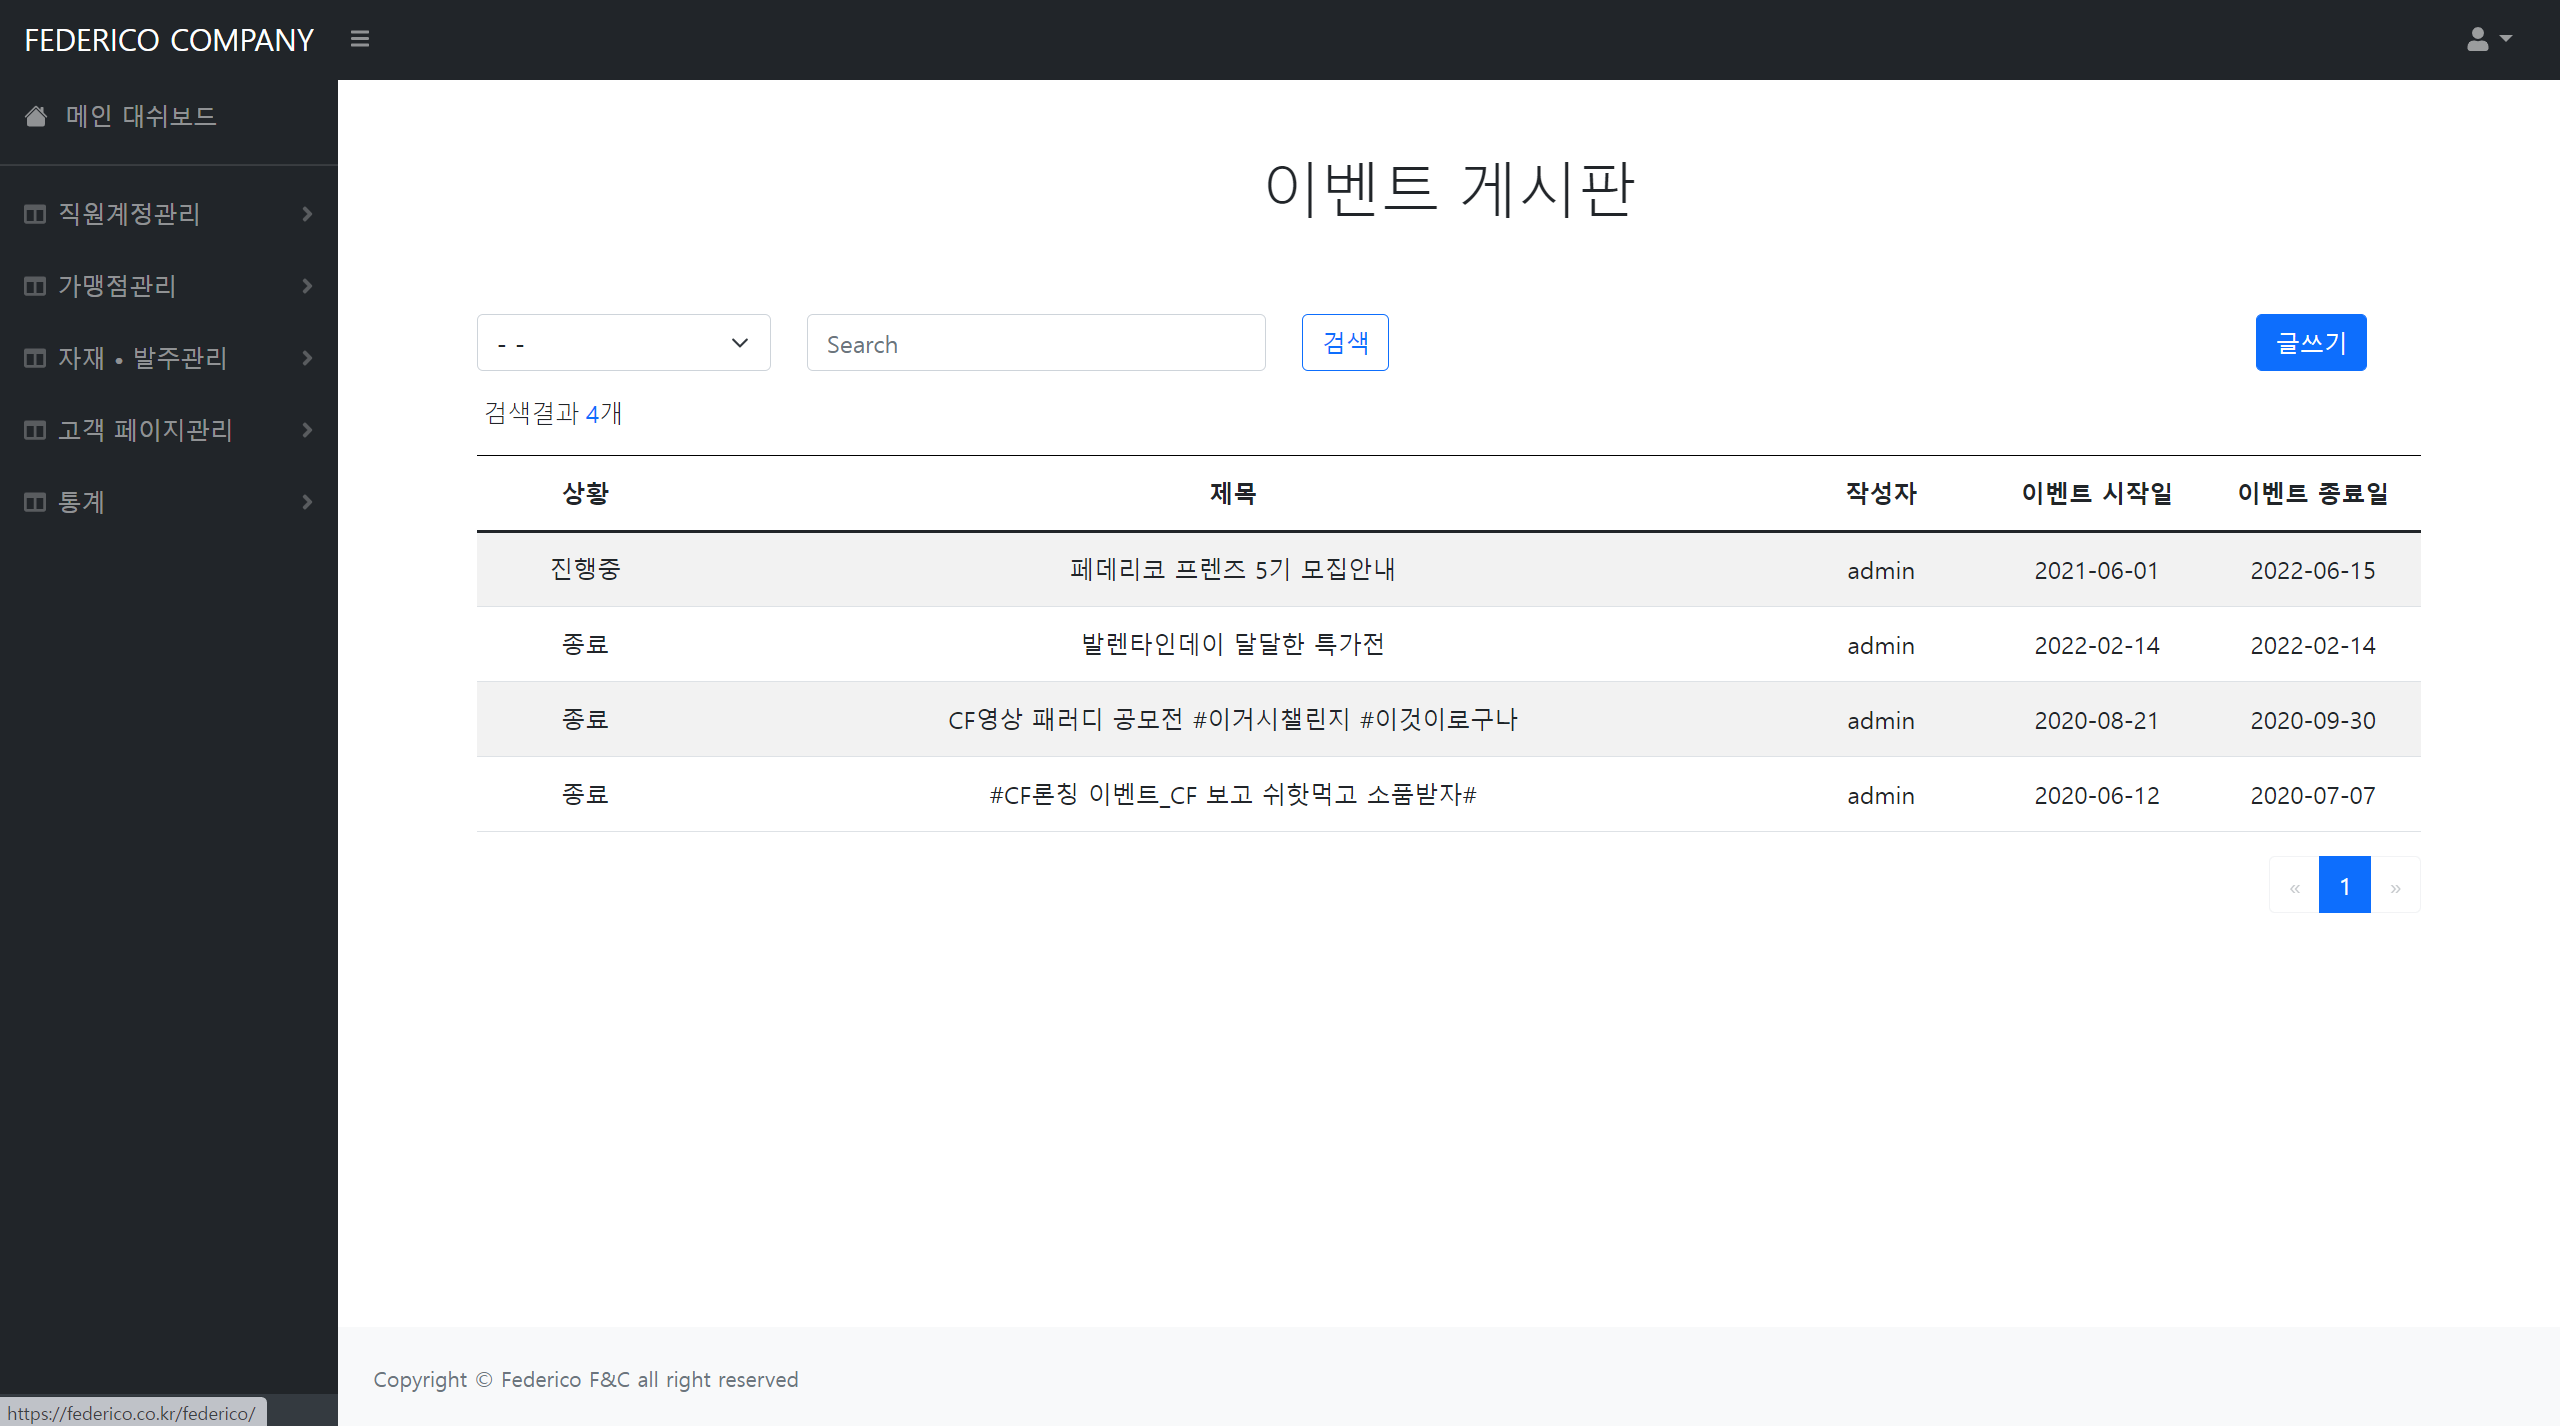 FEDERICO COMPANY
메인 대쉬보드
직원계정관리
가맹점관리
자재 • 발주관리
고객 페이지관리
통계
이벤트 게시판
- -
Search
검색
글쓰기
검색결과 4개
상황 제목 작성자 이벤트 시작일 이벤트 종료일
진행중 페데리코 프렌즈 5기 모집안내 admin 2021-06-01 2022-06-15
종료 발렌타인데이 달달한 특가전 admin 2022-02-14 2022-02-14
종료 CF영상 패러디 공모전 #이거시챌린지 #이것이로구나 admin 2020-08-21 2020-09-30
종료 #CF론칭 이벤트_CF 보고 쉬핫먹고 소품받자# admin 2020-06-12 2020-07-07
« 1 »
Copyright © Federico F&C all right reserved
https://federico.co.kr/federico/